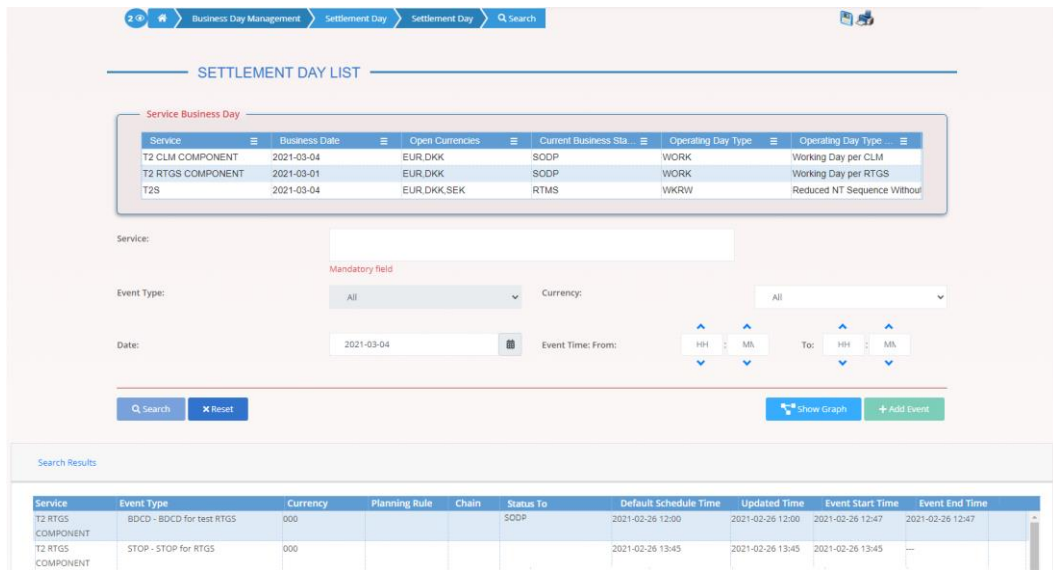 2 Business Day Management Settlement Day Settlement Day Search
SETTLEMENT DAY LIST
Service Business Day
Service Business Date Open Currencies Current Business Sta... Operating Day Type Operating Day Type ...
T2 CLM COMPONENT 2021-03-04 EUR,DKK SODP WORK Working Day per CLM
T2 RTGS COMPONENT 2021-03-01 EUR,DKK SODP WORK Working Day per RTGS
T2S 2021-03-04 EUR,DKK,SEK RTMS WKRW Reduced NT Sequence Without
Service:
Mandatory field
Event Type: All Currency: All
Date: 2021-03-04 Event Time: From: HH : To: HH :
Search Reset Show Graph + Add Event
Search Results
Service Event Type Currency Planning Rule Chain Status To Default Schedule Time Updated Time Event Start Time Event End Time
T2 RTGS BDCD - BDCD for test RTGS 000 SODP 2021-02-26 12:00 2021-02-26 12:00 2021-02-26 12:47 2021-02-26 12:47
COMPONENT
T2 RTGS STOP - STOP for RTGS 000 2021-02-26 13:45 2021-02-26 13:45 2021-02-26 13:45 ---
COMPONENT